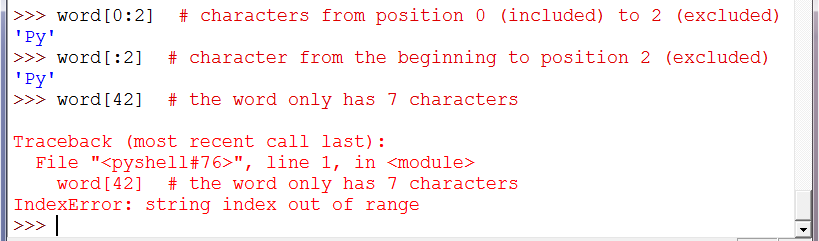 >>> word[0:2]  # characters from position 0 (included) to 2 (excluded)
'Py'
>>> word[:2]  # character from the beginning to position 2 (excluded)
'Py'
>>> word[42]  # the word only has 7 characters

Traceback (most recent call last):
  File "<pyshell#76>", line 1, in <module>
    word[42]  # the word only has 7 characters
IndexError: string index out of range
>>>